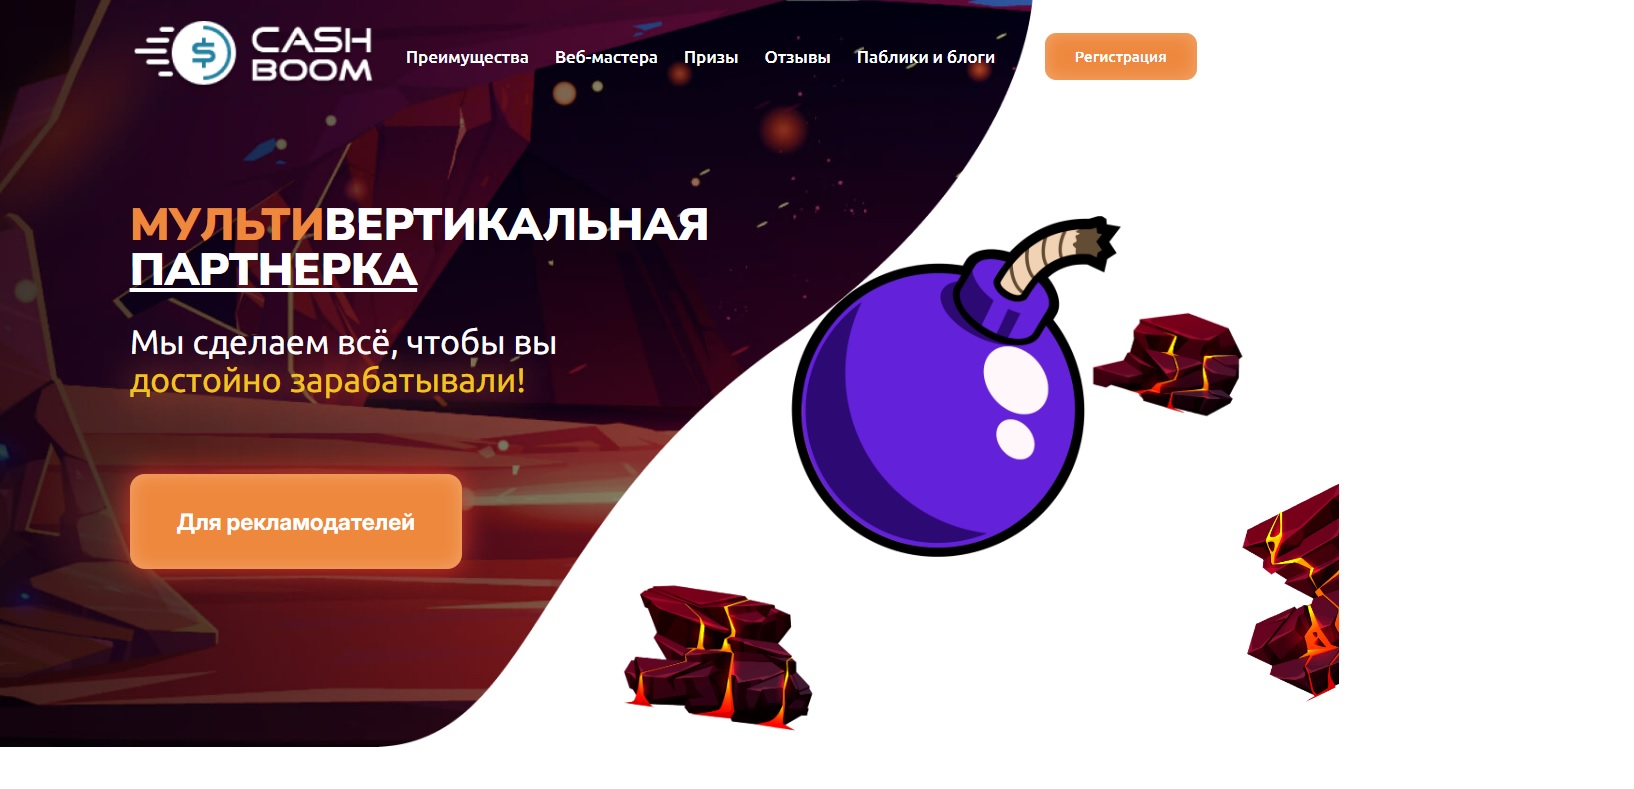 CASH
BOOM
Преимущества Веб-мастера Призы Отзывы Паблики и блоги Регистрация
МУЛЬТИВЕРТИКАЛЬНАЯ
ПАРТНЕРКА
Мы сделаем всё, чтобы вы
достойно зарабатывали!
Для рекламодателей